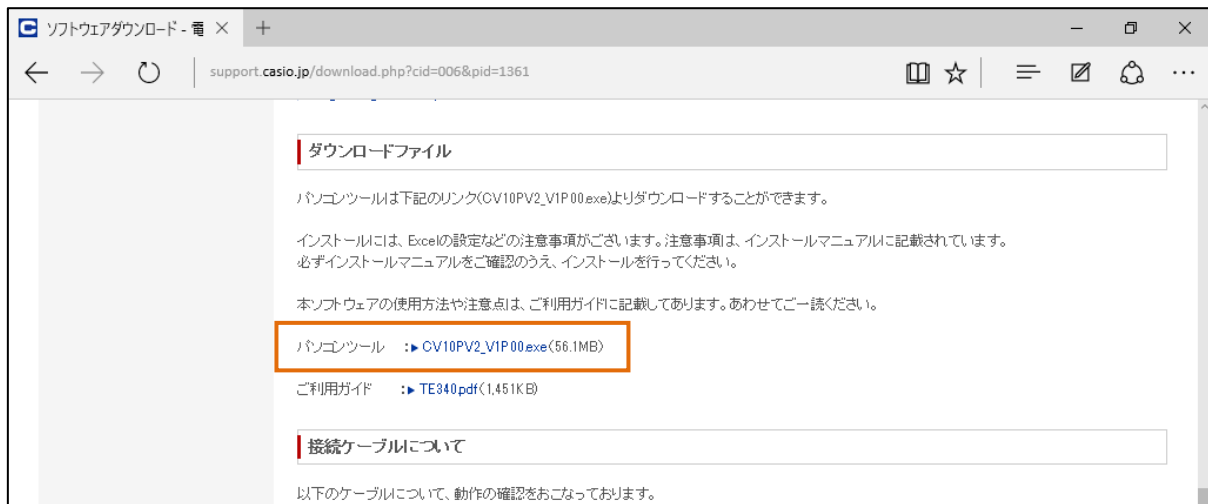 ソフトウェアダウンロード - 電
support.casio.jp/download.php?cid=006&pid=1361
ダウンロードファイル
パソコンツールは下記のリンク(CV10PV2_V1P00.exe)よりダウンロードすることができます。
インストールには、Excelの設定などの注意事項がございます。注意事項は、インストールマニュアルに記載されています。
必ずインストールマニュアルをご確認のうえ、インストールを行ってください。
本ソフトウェアの使用方法や注意点は、ご利用ガイドに記載してあります。あわせてご一読ください。
パソコンツール :▶ CV10PV2_V1P00.exe(56.1MB)
ご利用ガイド :▶ TE340.pdf(1,451KB)
接続ケーブルについて
以下のケーブルについて、動作の確認をおこなっております。